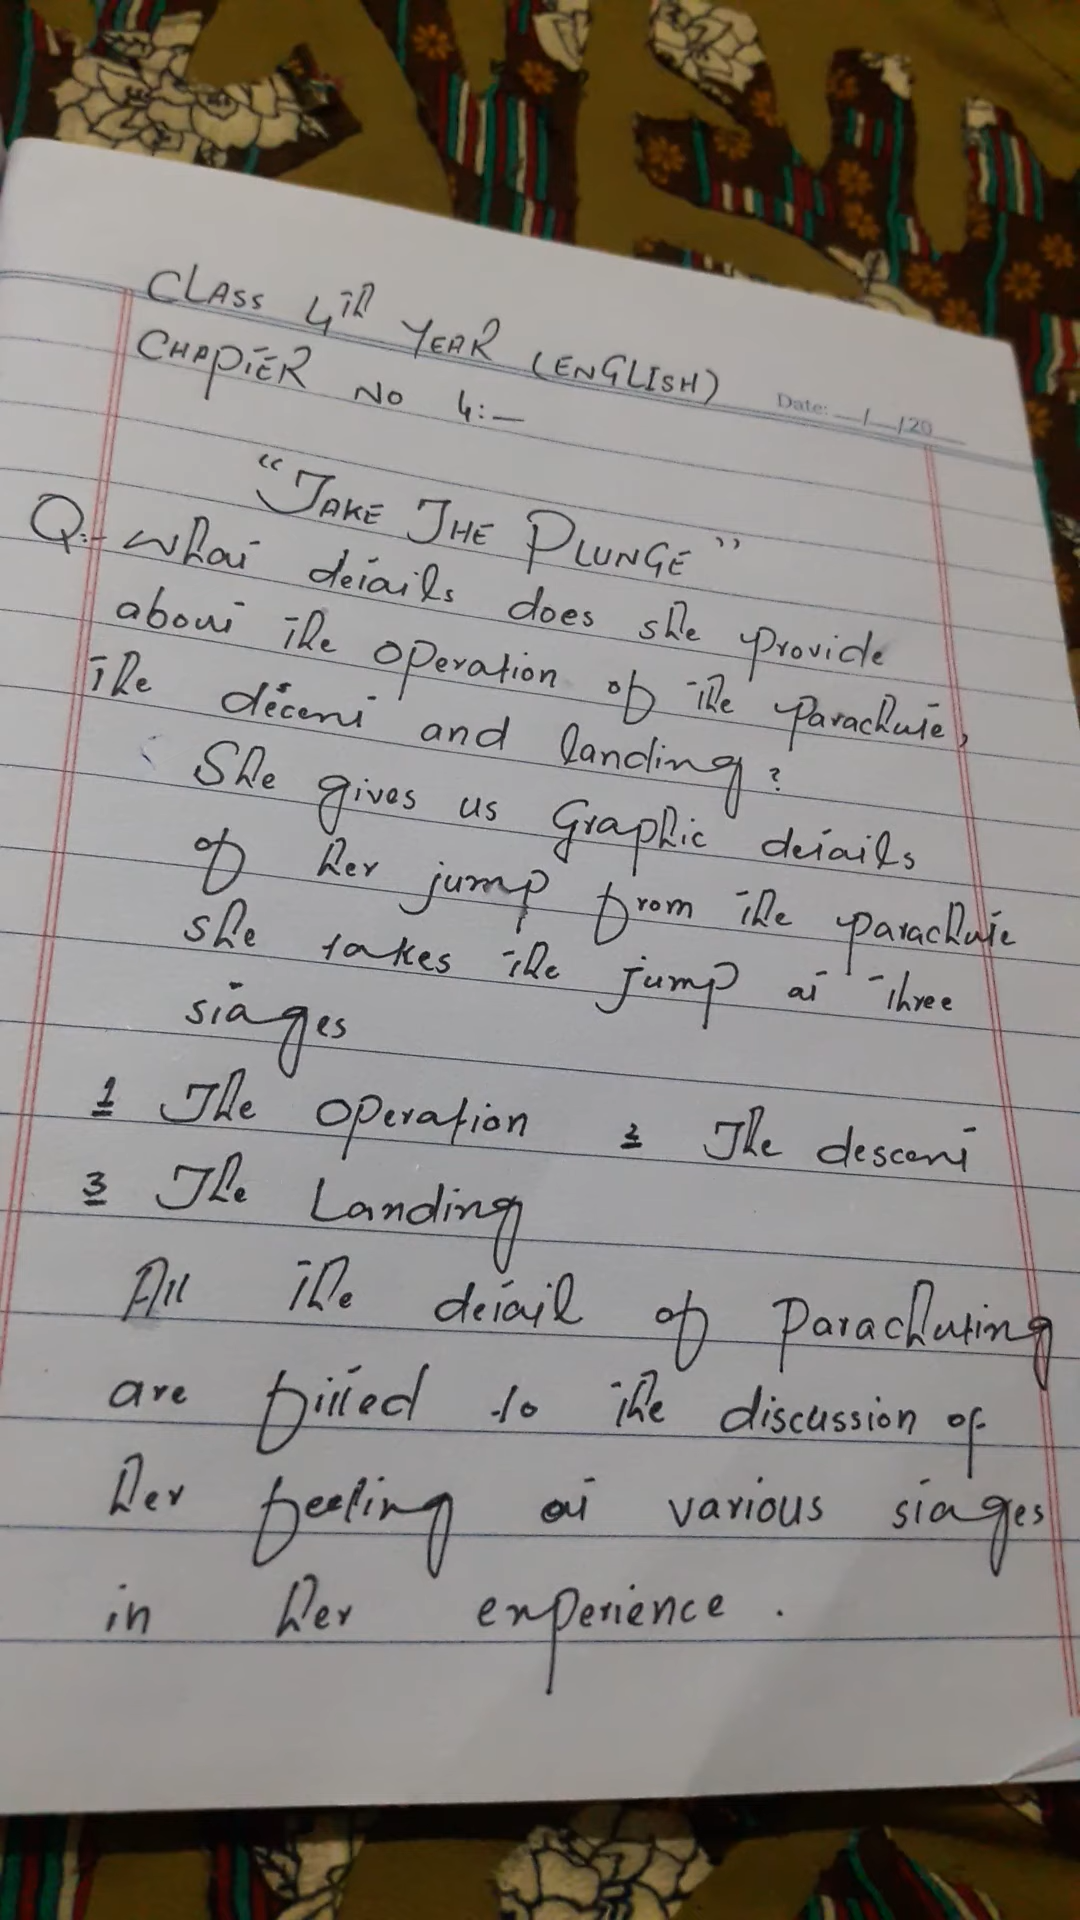 CLASS 4th YEAR (ENGLISH)
CHAPTER NO 4:-
Date: __/__/20__
"TAKE THE PLUNGE"
Q:- What details does she provide
about the operation of the parachute,
the decent and landing?
She gives us Graphic details
of her jump from the parachute
she takes the jump at three
stages
1 The operation 2 The descent
3 The Landing
All the detail of Parachuting
are fitted to the discussion of
her feeling at various stages
in her experience.